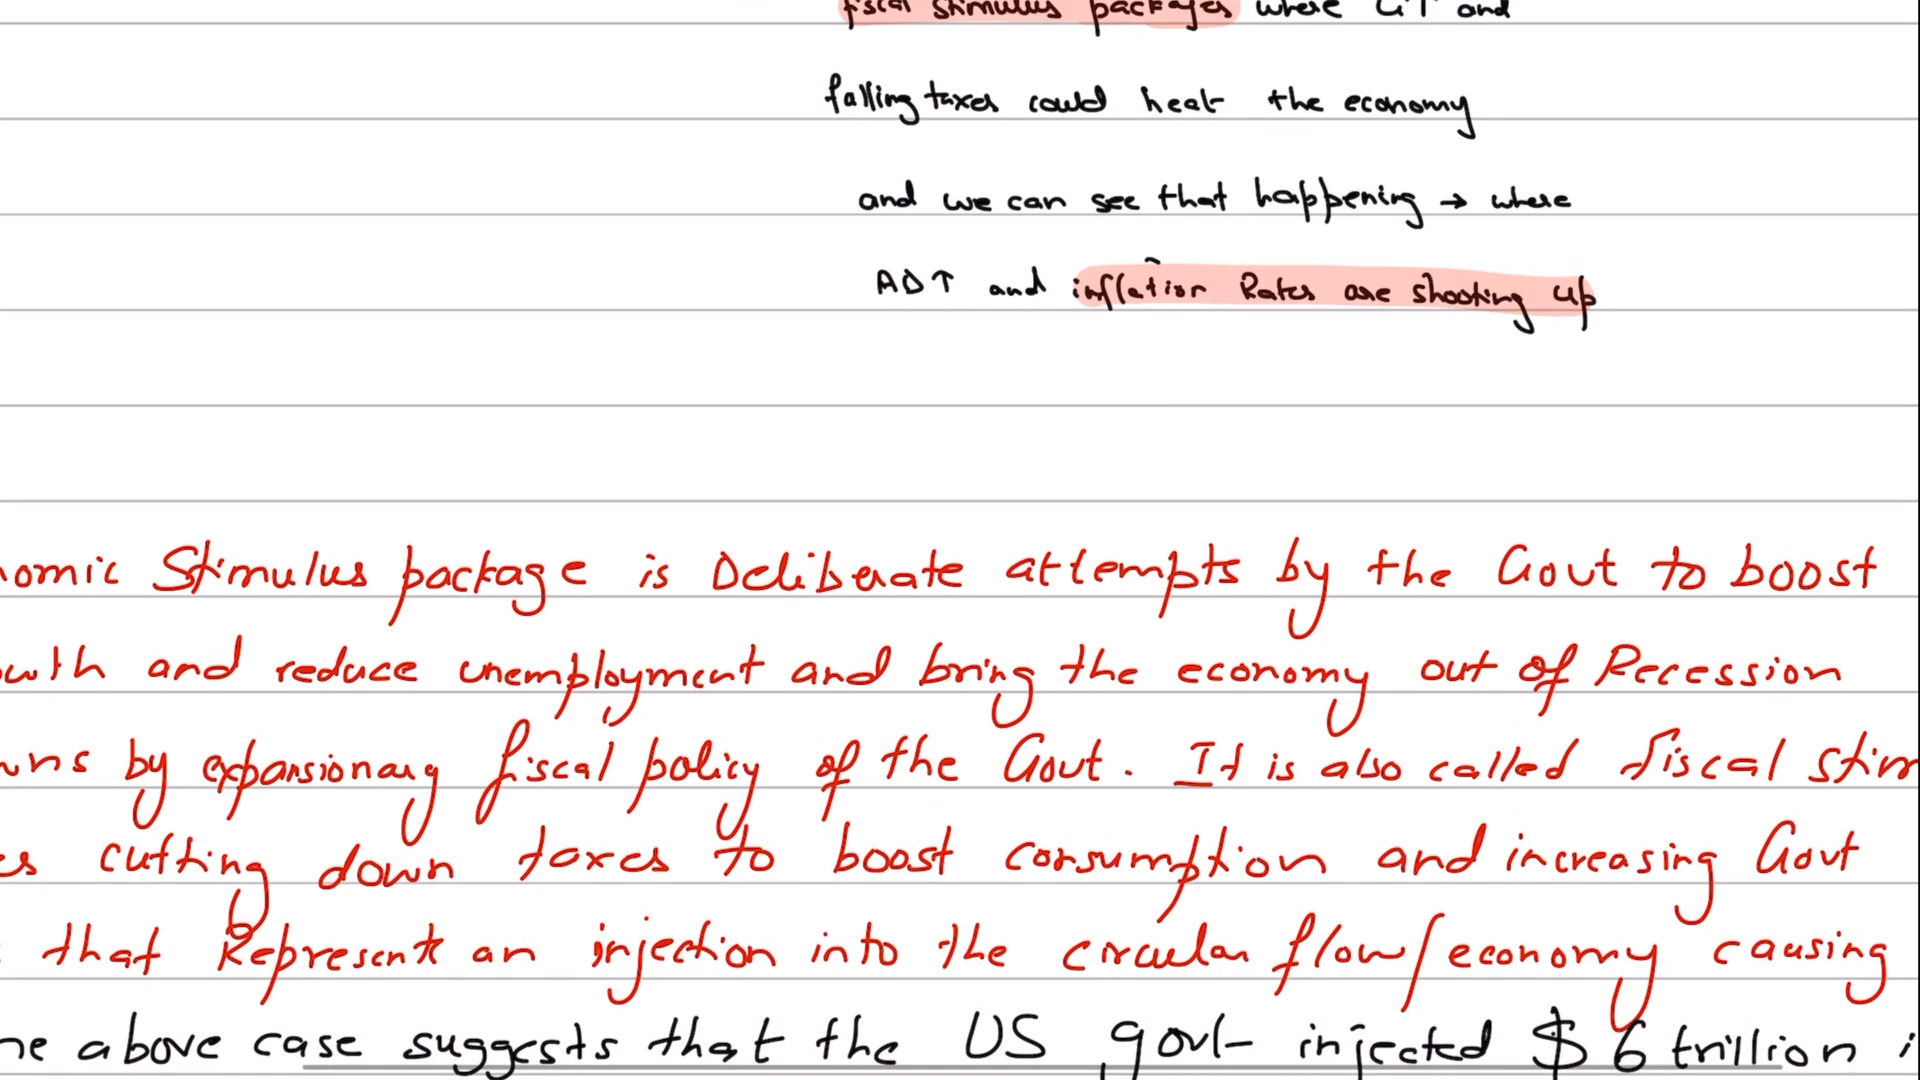 fiscal stimulus packages where G↑ and
falling taxes could heat the economy
and we can see that happening → where
AD↑ and inflation Rates are shooting up
nomic Stimulus package is Deliberate attempts by the Govt to boost
owth and reduce unemployment and bring the economy out of Recession
wns by expansionary fiscal policy of the Govt. It is also called Fiscal stim
es cutting down taxes to boost consumption and increasing Govt
that Represents an injection into the circular flow/economy causing
he above case suggests that the US govt injected $6 trillion i